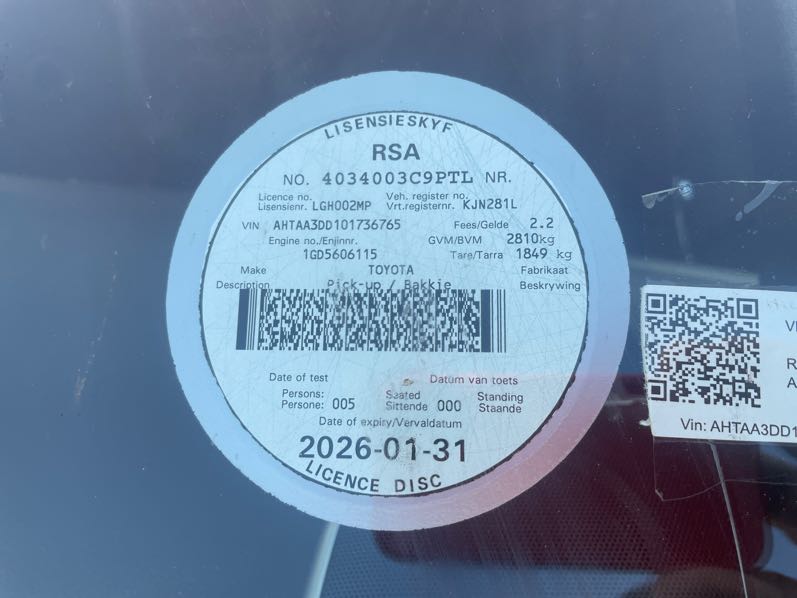 LISENSIESKYF
RSA
NO. 4034003C9PTL NR.
Licence no. Veh. register no.
Lisensienr. LGH002MP Vrt.registernr. KJN281L
VIN AHTAA3DD101736765 Fees/Gelde 2.2
Engine no./Enjinnr. GVM/BVM 2810kg
1GD5606115 Tare/Tarra 1849 kg
Make TOYOTA Fabrikaat
Description Pick-up / Bakkie Beskrywing
Date of test Datum van toets
Persons: Seated Standing
Persone: 005 Sittende 000 Staande
Date of expiry/Vervaldatum
2026-01-31
LICENCE DISC
Vin: AHTAA3DD1